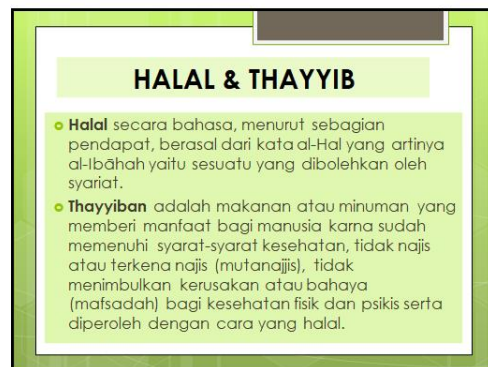 HALAL & THAYYIB
Halal secara bahasa, menurut sebagian
pendapat, berasal dari kata al-Hal yang artinya
al-Ibāhah yaitu sesuatu yang dibolehkan oleh
syariat.
Thayyiban adalah makanan atau minuman yang
memberi manfaat bagi manusia karna sudah
memenuhi syarat-syarat kesehatan, tidak najis
atau terkena najis (mutanajjis), tidak
menimbulkan kerusakan atau bahaya
(mafsadah) bagi kesehatan fisik dan psikis serta
diperoleh dengan cara yang halal.